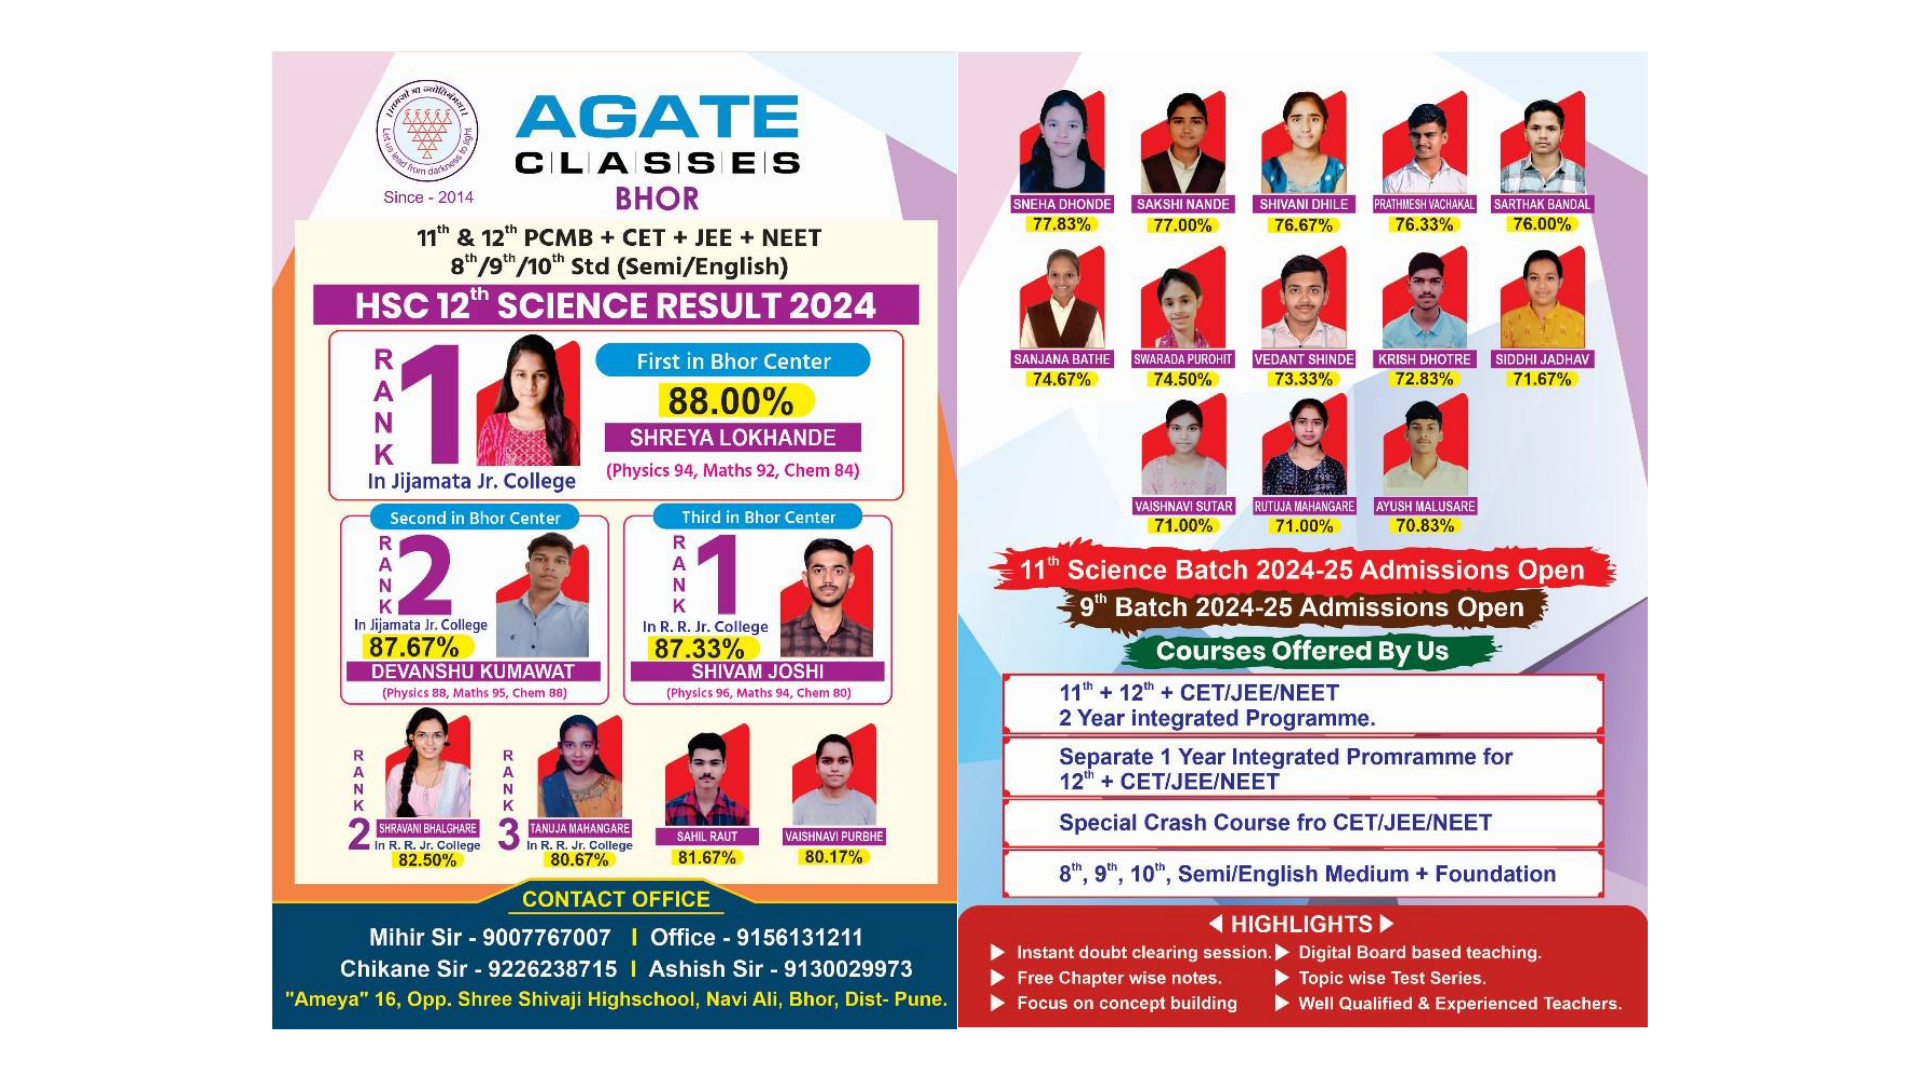 Let us lead from darkness to light
Since - 2014
AGATE
CLASSES
BHOR
11th & 12th PCMB + CET + JEE + NEET
8th/9th/10th Std (Semi/English)
HSC 12th SCIENCE RESULT 2024
RANK 1
In Jijamata Jr. College
First in Bhor Center
88.00%
SHREYA LOKHANDE
(Physics 94, Maths 92, Chem 84)
Second in Bhor Center
RANK 2
In Jijamata Jr. College
87.67%
DEVANSHU KUMAWAT
(Physics 88, Maths 95, Chem 88)
Third in Bhor Center
RANK 1
In R. R. Jr. College
87.33%
SHIVAM JOSHI
(Physics 96, Maths 94, Chem 80)
RANK 2
SHRAVANI BHALGHARE
In R. R. Jr. College
82.50%
RANK 3
TANUJA MAHANGARE
In R. R. Jr. College
80.67%
SAHIL RAUT
81.67%
VAISHNAVI PURBHE
80.17%
CONTACT OFFICE
Mihir Sir - 9007767007 | Office - 9156131211
Chikane Sir - 9226238715 | Ashish Sir - 9130029973
"Ameya" 16, Opp. Shree Shivaji Highschool, Navi Ali, Bhor, Dist- Pune.
SNEHA DHONDE
77.83%
SAKSHI NANDE
77.00%
SHIVANI DHILE
76.67%
PRATHMESH VACHAKAL
76.33%
SARTHAK BANDAL
76.00%
SANJANA BATHE
74.67%
SWARADA PUROHIT
74.50%
VEDANT SHINDE
73.33%
KRISH DHOTRE
72.83%
SIDDHI JADHAV
71.67%
VAISHNAVI SUTAR
71.00%
RUTUJA MAHANGARE
71.00%
AYUSH MALUSARE
70.83%
11th Science Batch 2024-25 Admissions Open
9th Batch 2024-25 Admissions Open
Courses Offered By Us
11th + 12th + CET/JEE/NEET
2 Year integrated Programme.
Separate 1 Year Integrated Promramme for
12th + CET/JEE/NEET
Special Crash Course fro CET/JEE/NEET
8th, 9th, 10th, Semi/English Medium + Foundation
HIGHLIGHTS
Instant doubt clearing session.
Digital Board based teaching.
Free Chapter wise notes.
Topic wise Test Series.
Focus on concept building
Well Qualified & Experienced Teachers.